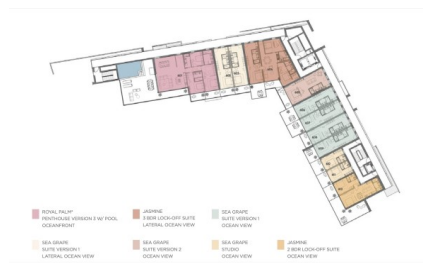 ROYAL PALM*
PENTHOUSE VERSION 3 W/ POOL
OCEANFRONT
JASMINE
3 BDR LOCK-OFF SUITE
LATERAL OCEAN VIEW
SEA GRAPE
SUITE VERSION 1
OCEAN VIEW
SEA GRAPE
SUITE VERSION 1
LATERAL OCEAN VIEW
SEA GRAPE
SUITE VERSION 2
OCEAN VIEW
SEA GRAPE
STUDIO
OCEAN VIEW
JASMINE
2 BDR LOCK-OFF SUITE
OCEAN VIEW